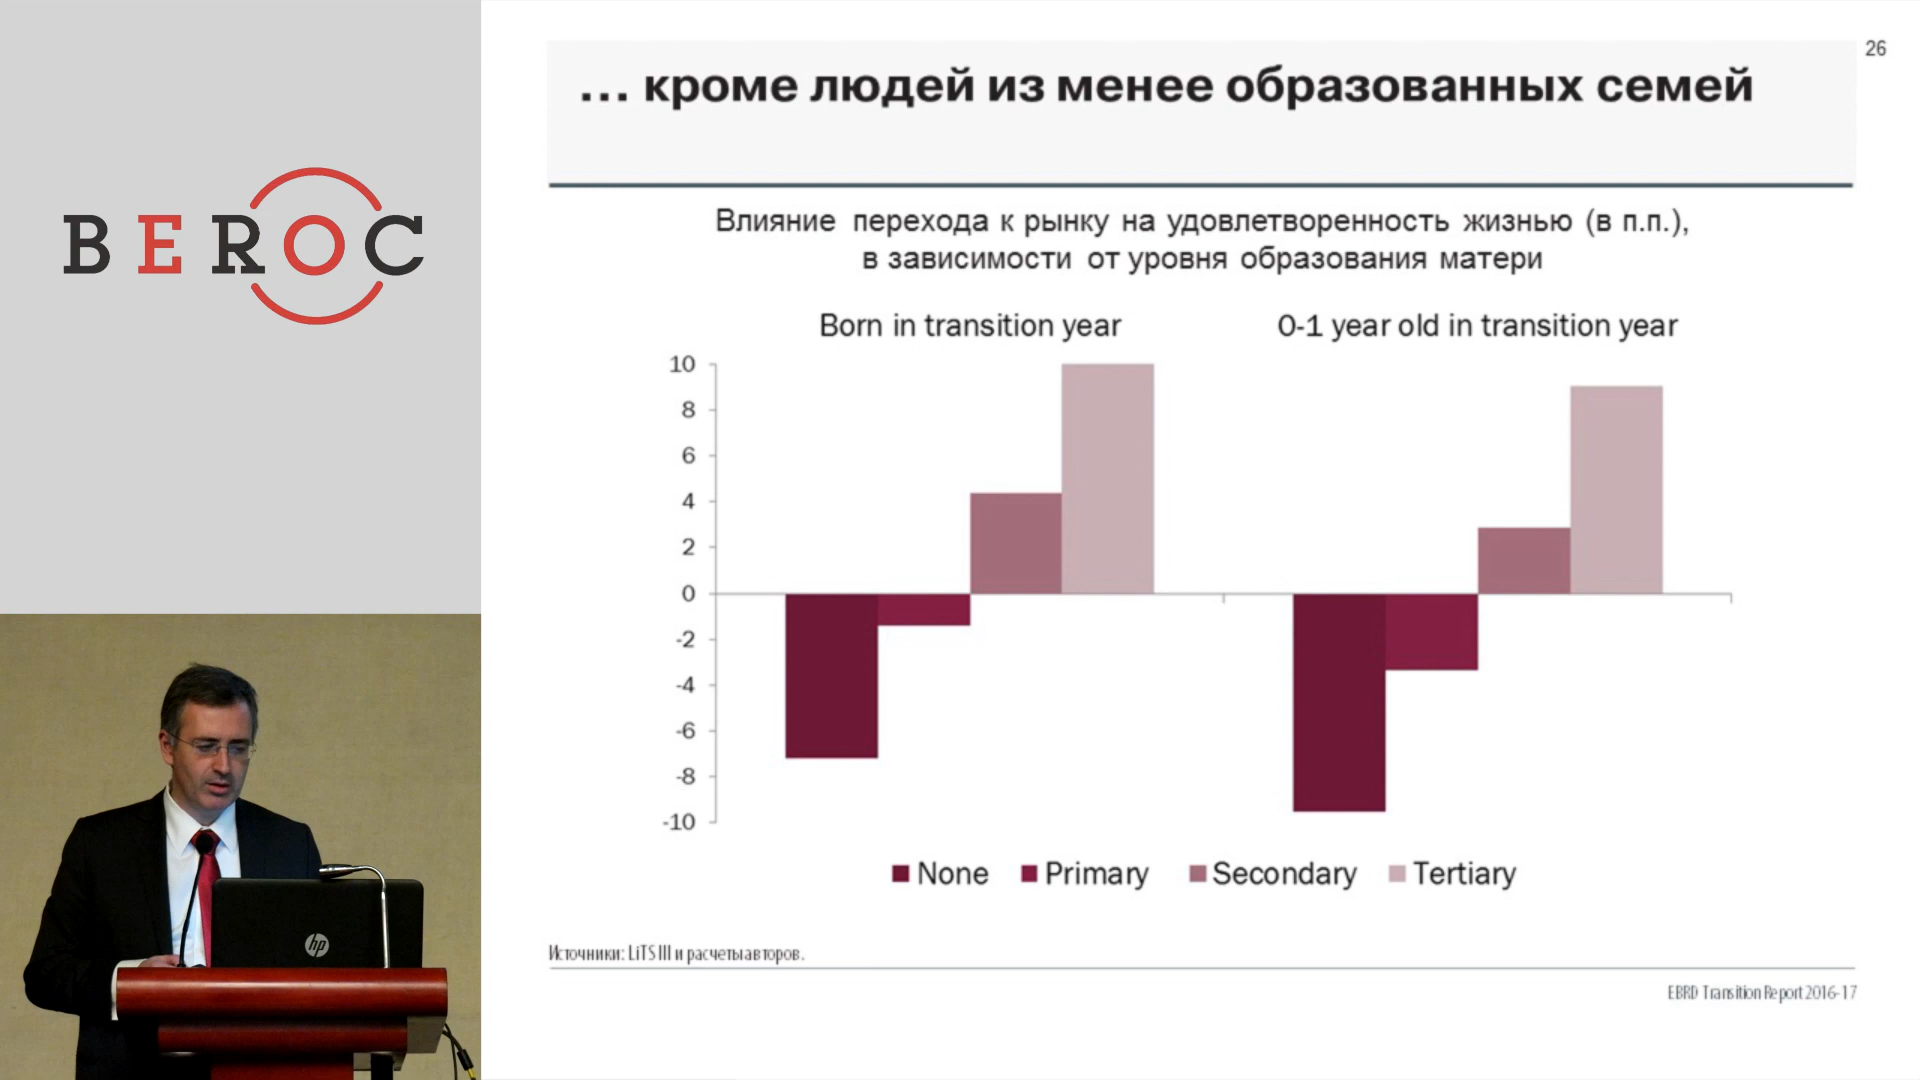 BEROC
26
... кроме людей из менее образованных семей
Влияние перехода к рынку на удовлетворенность жизнью (в п.п.),
в зависимости от уровня образования матери
Born in transition year
0-1 year old in transition year
10
8
6
4
2
0
-2
-4
-6
-8
-10
None
Primary
Secondary
Tertiary
Источники: LiTS III и расчеты авторов.
EBRD Transition Report 2016-17
hp